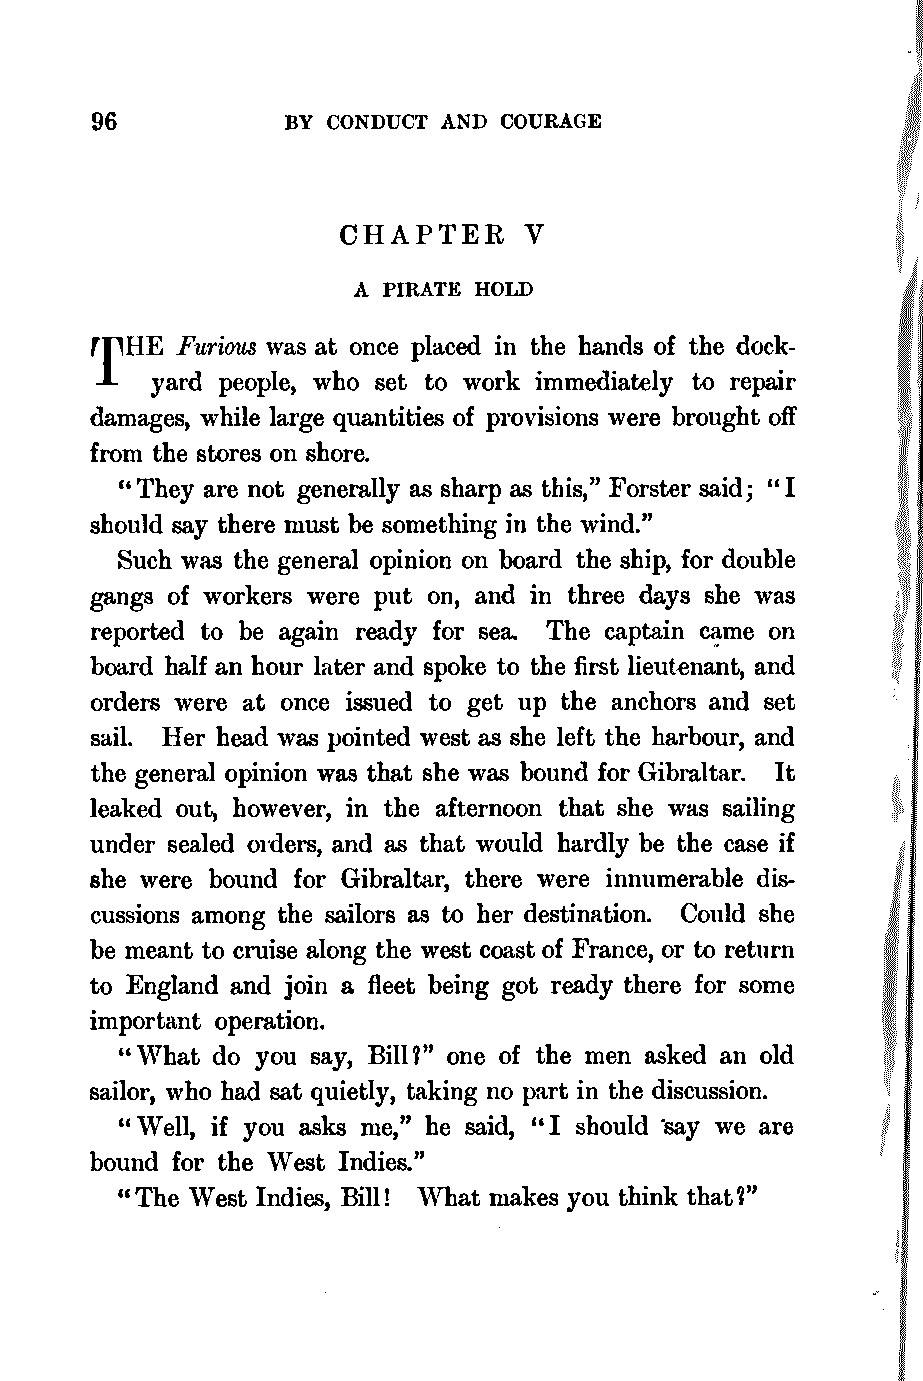 96 BY CONDUCT AND COURAGE
CHAPTER V
A PIRATE HOLD
THE Furious was at once placed in the hands of the dock-
yard people, who set to work immediately to repair
damages, while large quantities of provisions were brought off
from the stores on shore.
"They are not generally as sharp as this," Forster said; "I
should say there must be something in the wind."
Such was the general opinion on board the ship, for double
gangs of workers were put on, and in three days she was
reported to be again ready for sea. The captain came on
board half an hour later and spoke to the first lieutenant, and
orders were at once issued to get up the anchors and set
sail. Her head was pointed west as she left the harbour, and
the general opinion was that she was bound for Gibraltar. It
leaked out, however, in the afternoon that she was sailing
under sealed orders, and as that would hardly be the case if
she were bound for Gibraltar, there were innumerable dis-
cussions among the sailors as to her destination. Could she
be meant to cruise along the west coast of France, or to return
to England and join a fleet being got ready there for some
important operation.
"What do you say, Bill?" one of the men asked an old
sailor, who had sat quietly, taking no part in the discussion.
"Well, if you asks me," he said, "I should say we are
bound for the West Indies."
"The West Indies, Bill! What makes you think that?"